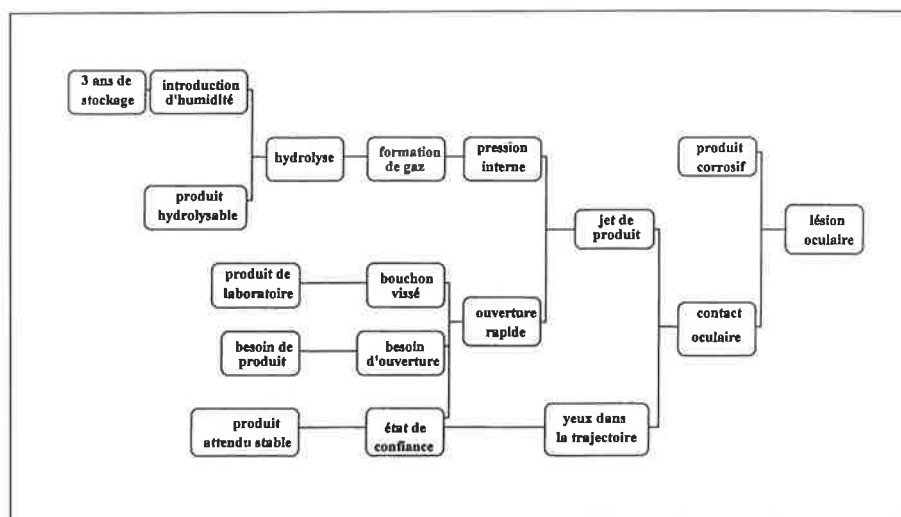 3 ans de
stockage
introduction
d'humidité
produit
hydrolysable
hydrolyse
formation
de gaz
pression
interne
produit
corrosif
jet de
produit
lésion
oculaire
produit de
laboratoire
bouchon
vissé
ouverture
rapide
contact
oculaire
besoin de
produit
besoin
d'ouverture
produit
attendu stable
état de
confiance
yeux dans
la trajectoire